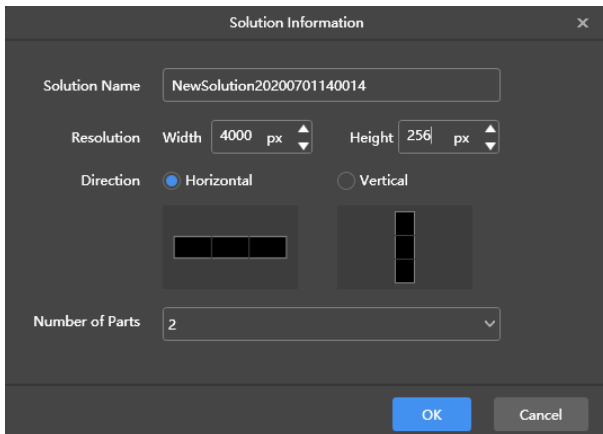 Solution Information
Solution Name NewSolution20200701140014
Resolution Width 4000 px Height 256 px
Direction Horizontal Vertical
Number of Parts 2
OK Cancel